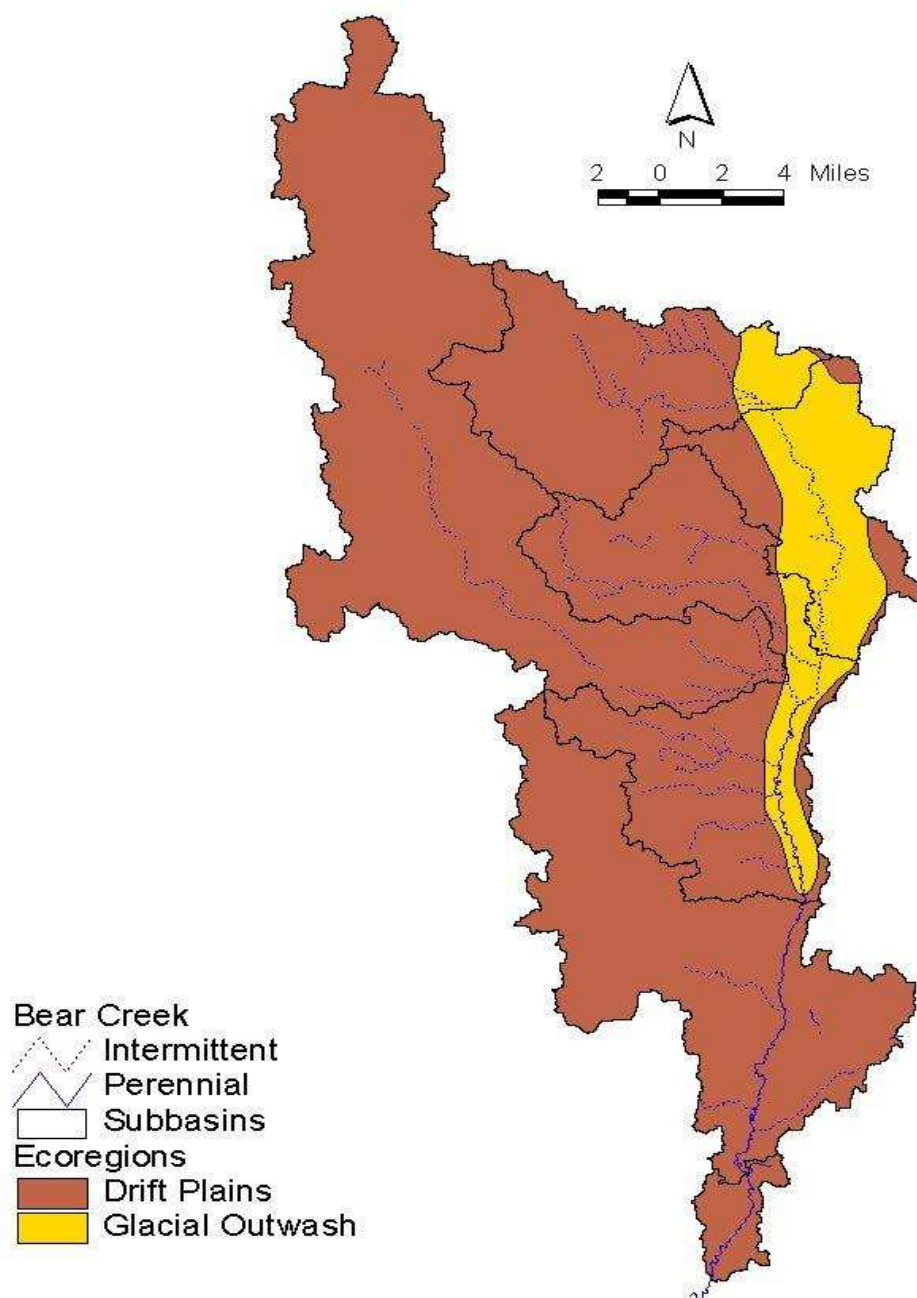 N
2 0 2 4 Miles
Bear Creek
Intermittent
Perennial
Subbasins
Ecoregions
Drift Plains
Glacial Outwash